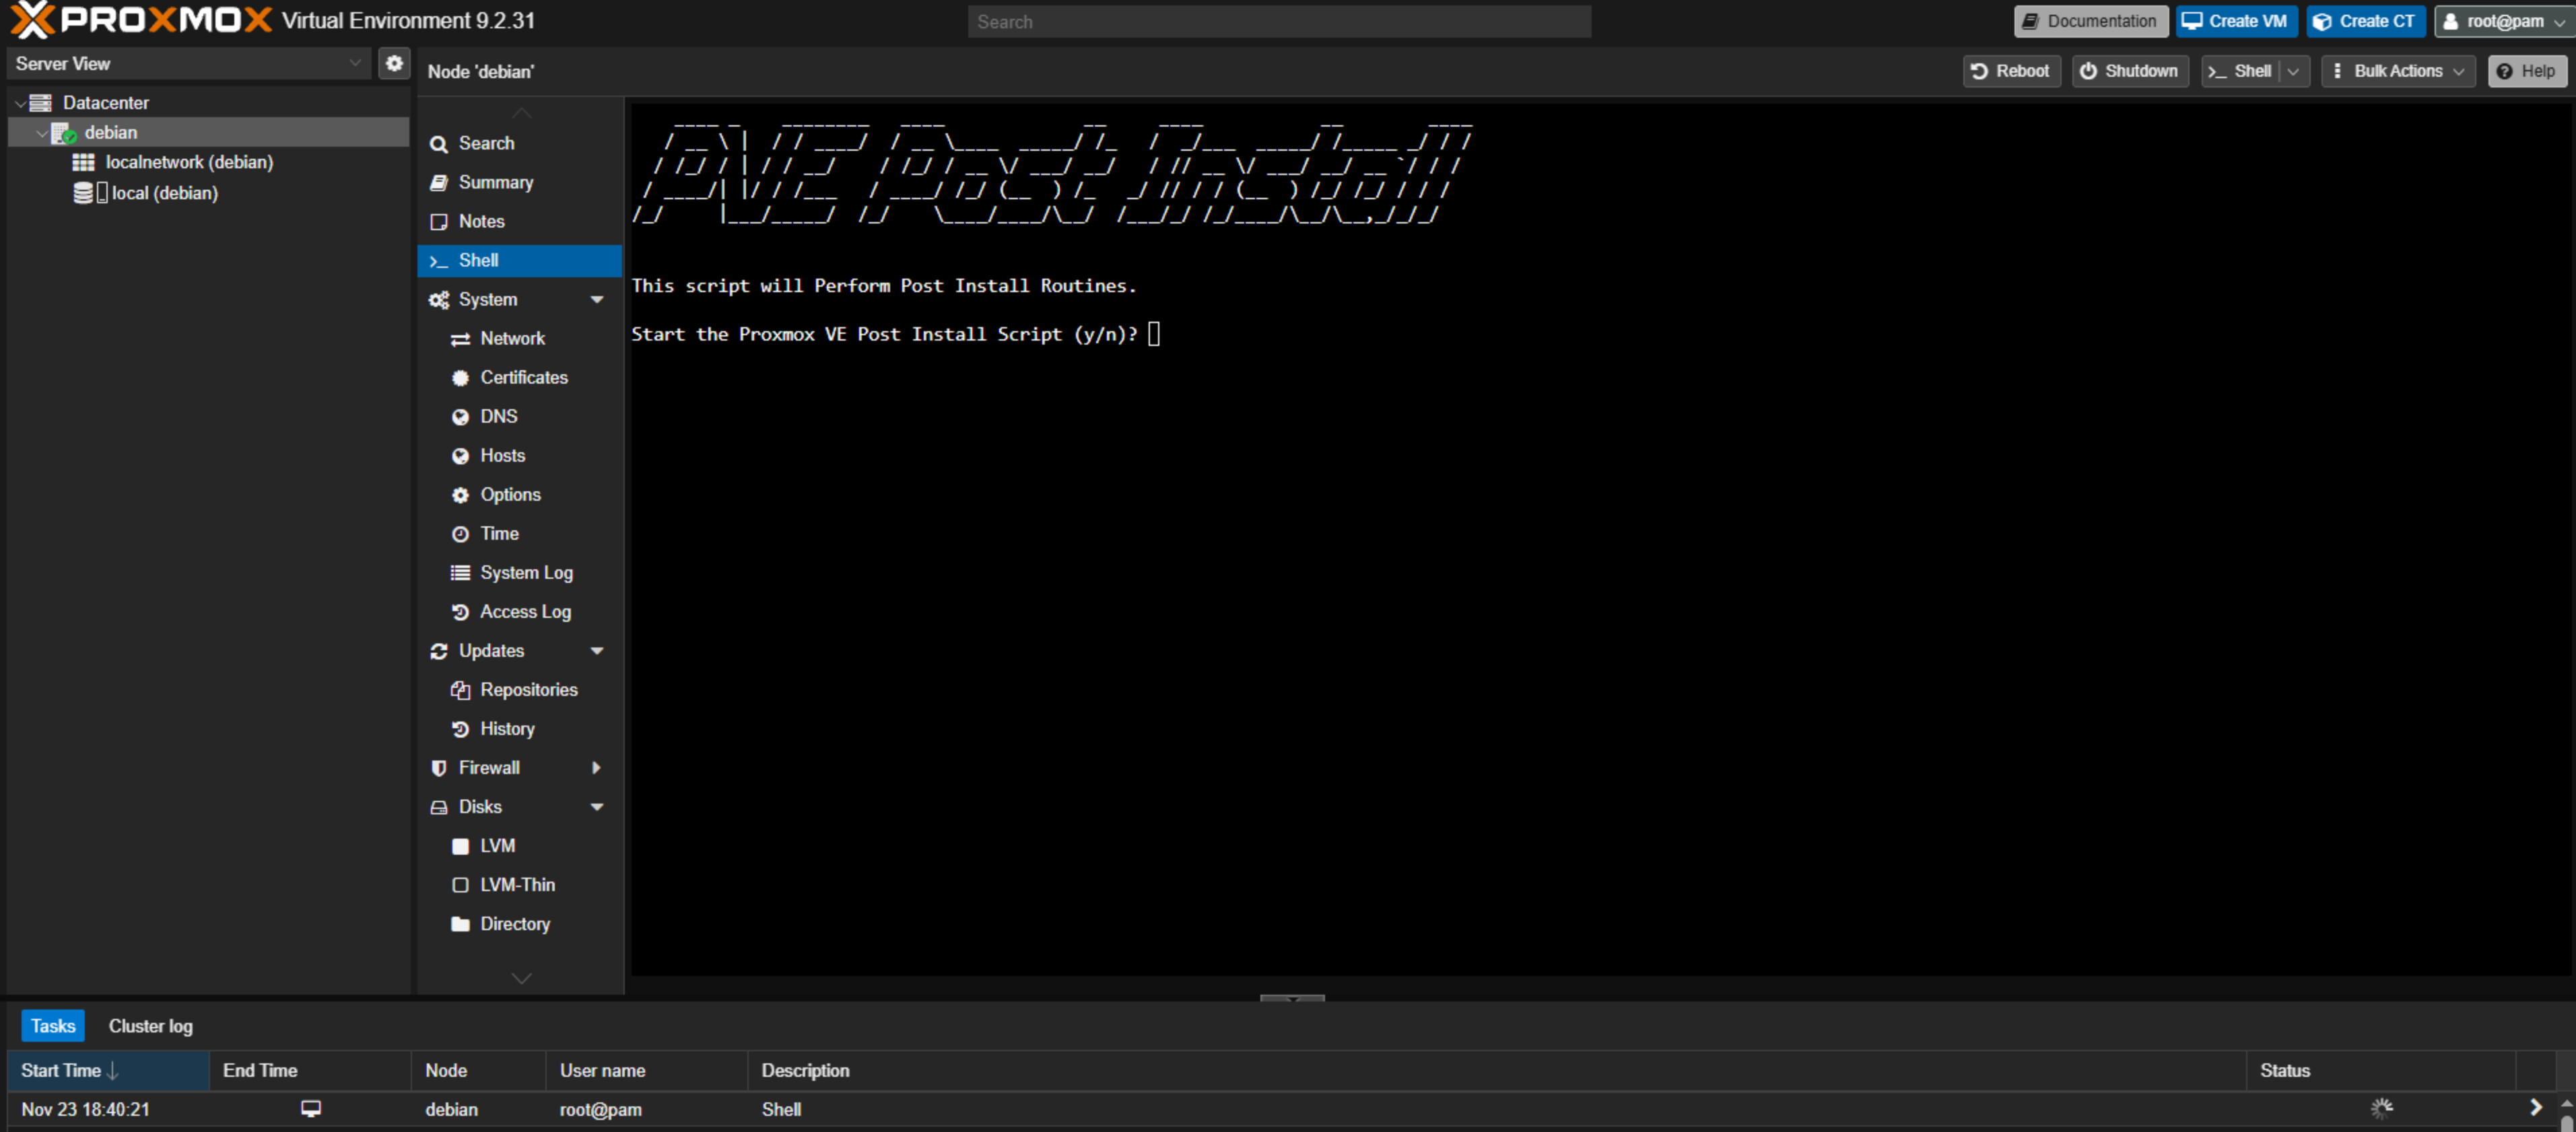 PROXMOX Virtual Environment 9.2.31
Search
Documentation
Create VM
Create CT
root@pam
Server View
Node 'debian'
Reboot
Shutdown
>_ Shell
Bulk Actions
Help
Datacenter
debian
localnetwork (debian)
local (debian)
Search
Summary
Notes
>_ Shell
System
Network
Certificates
DNS
Hosts
Options
Time
System Log
Access Log
Updates
Repositories
History
Firewall
Disks
LVM
LVM-Thin
Directory
PVE Post Install
This script will Perform Post Install Routines.
Start the Proxmox VE Post Install Script (y/n)?
Tasks
Cluster log
Start Time
End Time
Node
User name
Description
Status
Nov 23 18:40:21
debian
root@pam
Shell